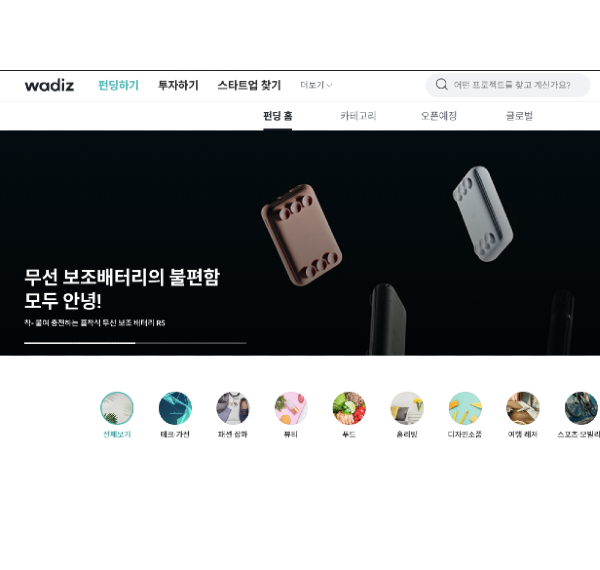 wadiz 펀딩하기 투자하기 스타트업 찾기 더보기 어떤 프로젝트를 찾고 계신가요?
펀딩 홈 카테고리 오픈예정 글로벌
무선 보조배터리의 불편함
모두 안녕!
착- 붙여 충전하는 흡착식 무선 보조 배터리 R5
전체보기 테크·가전 패션·잡화 뷰티 푸드 홈리빙 디자인소품 여행·레저 스포츠·모빌리